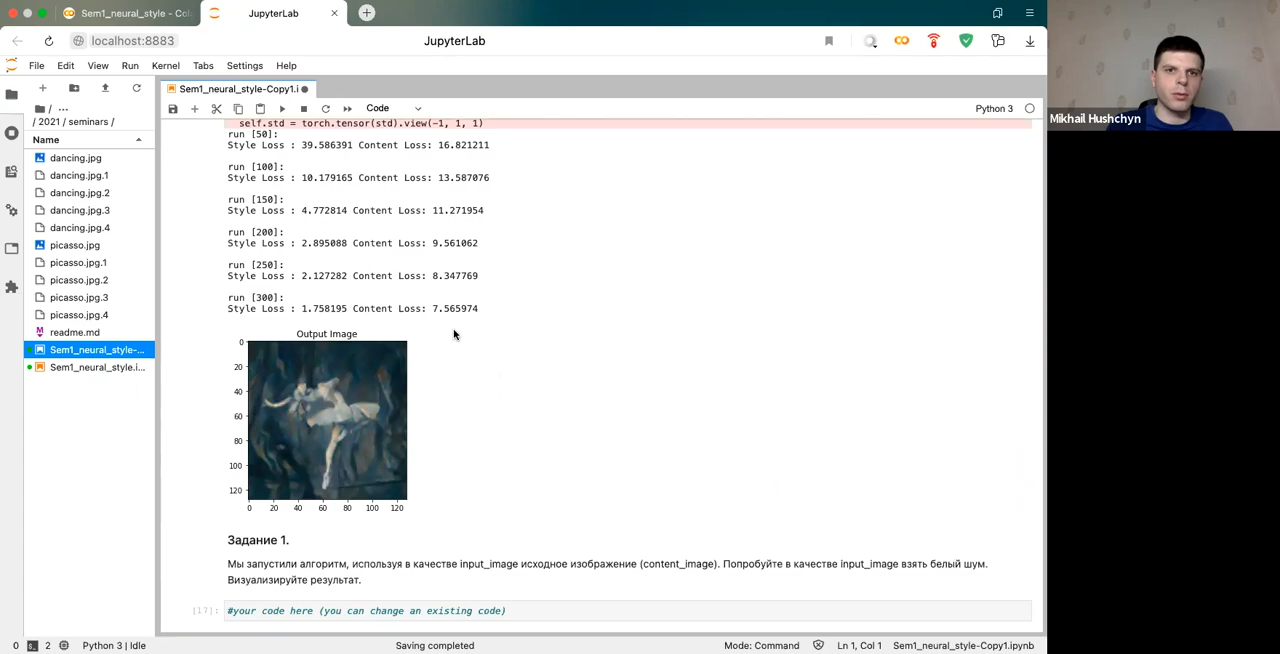 Sem1_neural_style - Col
JupyterLab
localhost:8883
JupyterLab
File Edit View Run Kernel Tabs Settings Help
Sem1_neural_style-Copy1.i
Code
Python 3
/ ...
/ 2021 / seminars /
Name
dancing.jpg
dancing.jpg.1
dancing.jpg.2
dancing.jpg.3
dancing.jpg.4
picasso.jpg
picasso.jpg.1
picasso.jpg.2
picasso.jpg.3
picasso.jpg.4
readme.md
Sem1_neural_style-...
Sem1_neural_style.i...
self.std = torch.tensor(std).view(-1, 1, 1)
run [50]:
Style Loss : 39.586391 Content Loss: 16.821211
run [100]:
Style Loss : 10.179165 Content Loss: 13.587076
run [150]:
Style Loss : 4.772814 Content Loss: 11.271954
run [200]:
Style Loss : 2.895088 Content Loss: 9.561062
run [250]:
Style Loss : 2.127282 Content Loss: 8.347769
run [300]:
Style Loss : 1.758195 Content Loss: 7.565974
Output Image
0
20
40
60
80
100
120
0 20 40 60 80 100 120
Задание 1.
Мы запустили алгоритм, используя в качестве input_image исходное изображение (content_image). Попробуйте в качестве input_image взять белый шум.
Визуализируйте результат.
[17]: #your code here (you can change an existing code)
0 2 Python 3 | Idle Saving completed Mode: Command Ln 1, Col 1 Sem1_neural_style-Copy1.ipynb
Mikhail Hushchyn